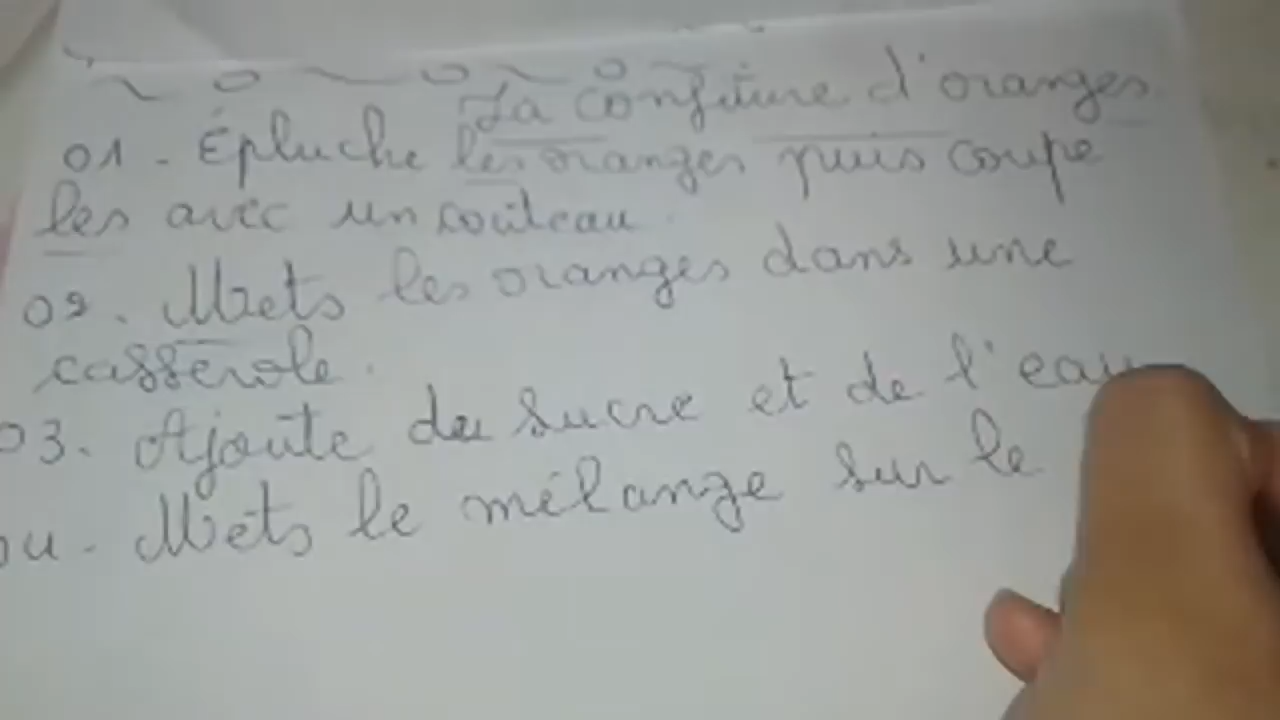 La confiture d'oranges
01 - Épluche les oranges puis coupe
les avec un couteau.
02. Mets les oranges dans une
casserole.
03. Ajoute du sucre et de l'eau
04 - Mets le mélange sur le